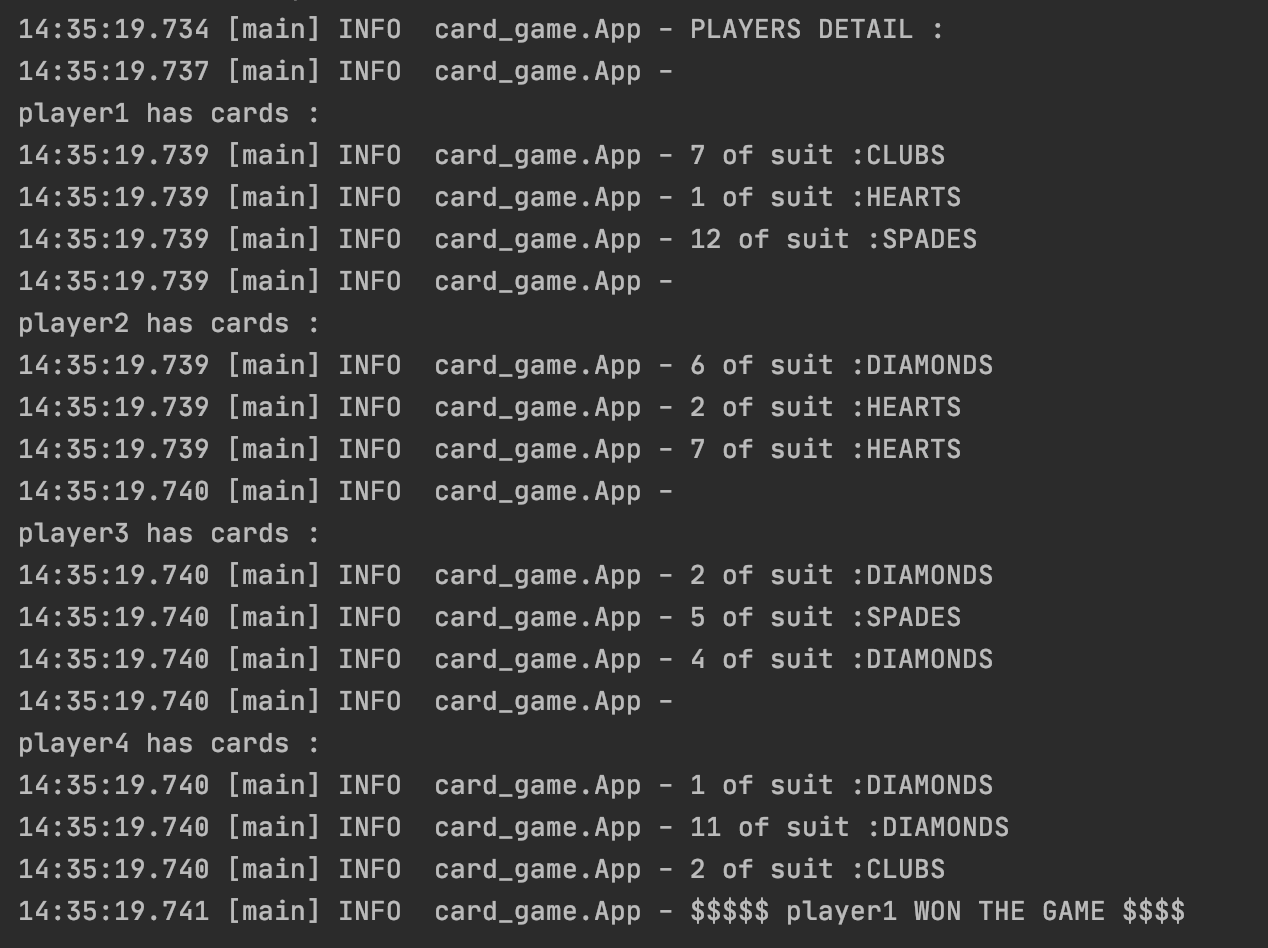 14:35:19.734 [main] INFO  card_game.App - PLAYERS DETAIL :
14:35:19.737 [main] INFO  card_game.App -
player1 has cards :
14:35:19.739 [main] INFO  card_game.App - 7 of suit :CLUBS
14:35:19.739 [main] INFO  card_game.App - 1 of suit :HEARTS
14:35:19.739 [main] INFO  card_game.App - 12 of suit :SPADES
14:35:19.739 [main] INFO  card_game.App -
player2 has cards :
14:35:19.739 [main] INFO  card_game.App - 6 of suit :DIAMONDS
14:35:19.739 [main] INFO  card_game.App - 2 of suit :HEARTS
14:35:19.739 [main] INFO  card_game.App - 7 of suit :HEARTS
14:35:19.740 [main] INFO  card_game.App -
player3 has cards :
14:35:19.740 [main] INFO  card_game.App - 2 of suit :DIAMONDS
14:35:19.740 [main] INFO  card_game.App - 5 of suit :SPADES
14:35:19.740 [main] INFO  card_game.App - 4 of suit :DIAMONDS
14:35:19.740 [main] INFO  card_game.App -
player4 has cards :
14:35:19.740 [main] INFO  card_game.App - 1 of suit :DIAMONDS
14:35:19.740 [main] INFO  card_game.App - 11 of suit :DIAMONDS
14:35:19.740 [main] INFO  card_game.App - 2 of suit :CLUBS
14:35:19.741 [main] INFO  card_game.App - $$$$$ player1 WON THE GAME $$$$